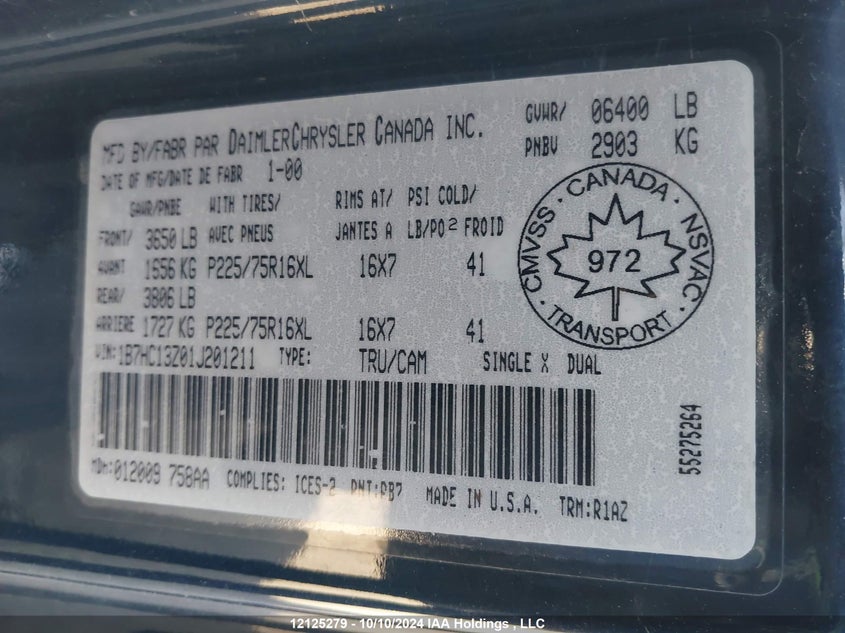 MFD BY/FABR PAR DAIMLERCHRYSLER CANADA INC.
DATE OF MFG/DATE DE FABR 1-00
GVWR/ 06400 LB
PNBV 2903 KG
GAWR/PNBE WITH TIRES/ RIMS AT/ PSI COLD/
FRONT/ 3650 LB AVEC PNEUS JANTES A LB/PO² FROID
AVANT 1656 KG P225/75R16XL 16X7 41
REAR/ 3806 LB
ARRIERE 1727 KG P225/75R16XL 16X7 41
VIN:1B7HC13Z01J201211 TYPE: TRU/CAM SINGLE X DUAL
CMVSS · CANADA · NSVAC
972
· TRANSPORT ·
55275264
MDH:012009 758AA COMPLIES: ICES-2 PNT:PB7 MADE IN U.S.A. TRM:R1AZ
12125279 - 10/10/2024 IAA Holdings , LLC